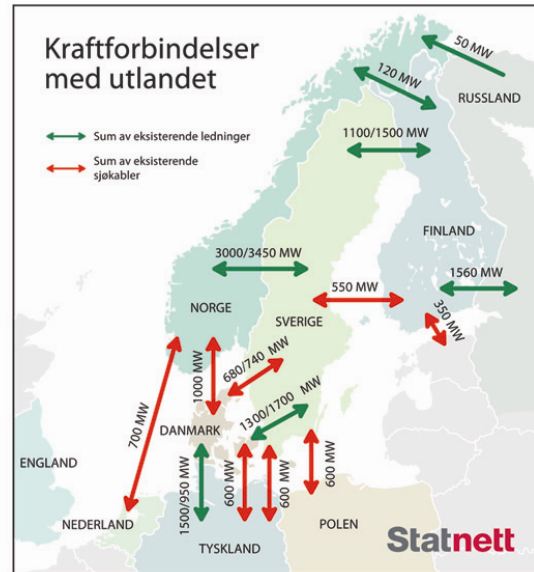 Kraftforbindelser
med utlandet
Sum av eksisterende ledninger
Sum av eksisterende
sjøkabler
50 MW
120 MW
RUSSLAND
1100/1500 MW
FINLAND
3000/3450 MW
1560 MW
550 MW
NORGE
SVERIGE
350 MW
680/740 MW
1000 MW
1300/1700 MW
700 MW
DANMARK
ENGLAND
1500/950 MW
600 MW
600 MW
600 MW
NEDERLAND
POLEN
TYSKLAND
Statnett